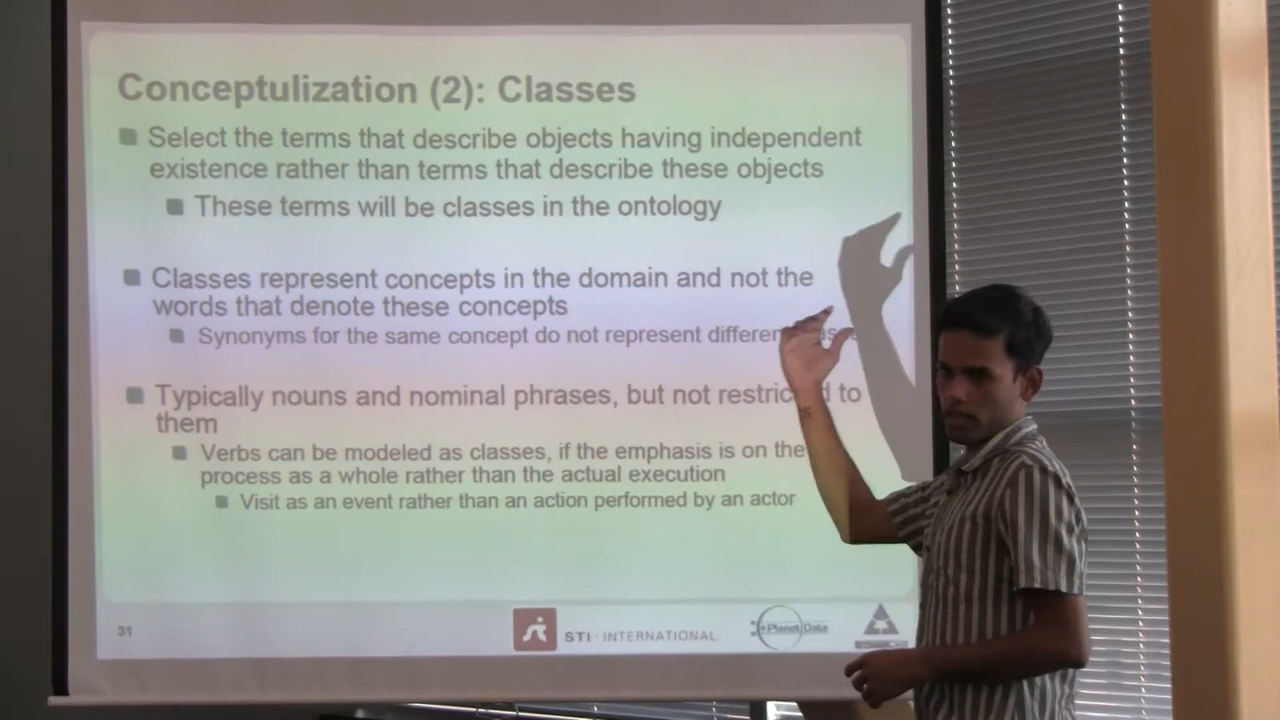 Conceptulization (2): Classes
Select the terms that describe objects having independent
existence rather than terms that describe these objects
These terms will be classes in the ontology
Classes represent concepts in the domain and not the
words that denote these concepts
Synonyms for the same concept do not represent
Typically nouns and nominal phrases, but not to
them
Verbs can be modeled as classes, if the emphasis is on the
process as a whole rather than the actual execution
Visit as an event rather than an action performed by an actor
31
STI · INTERNATIONAL
PlanetData